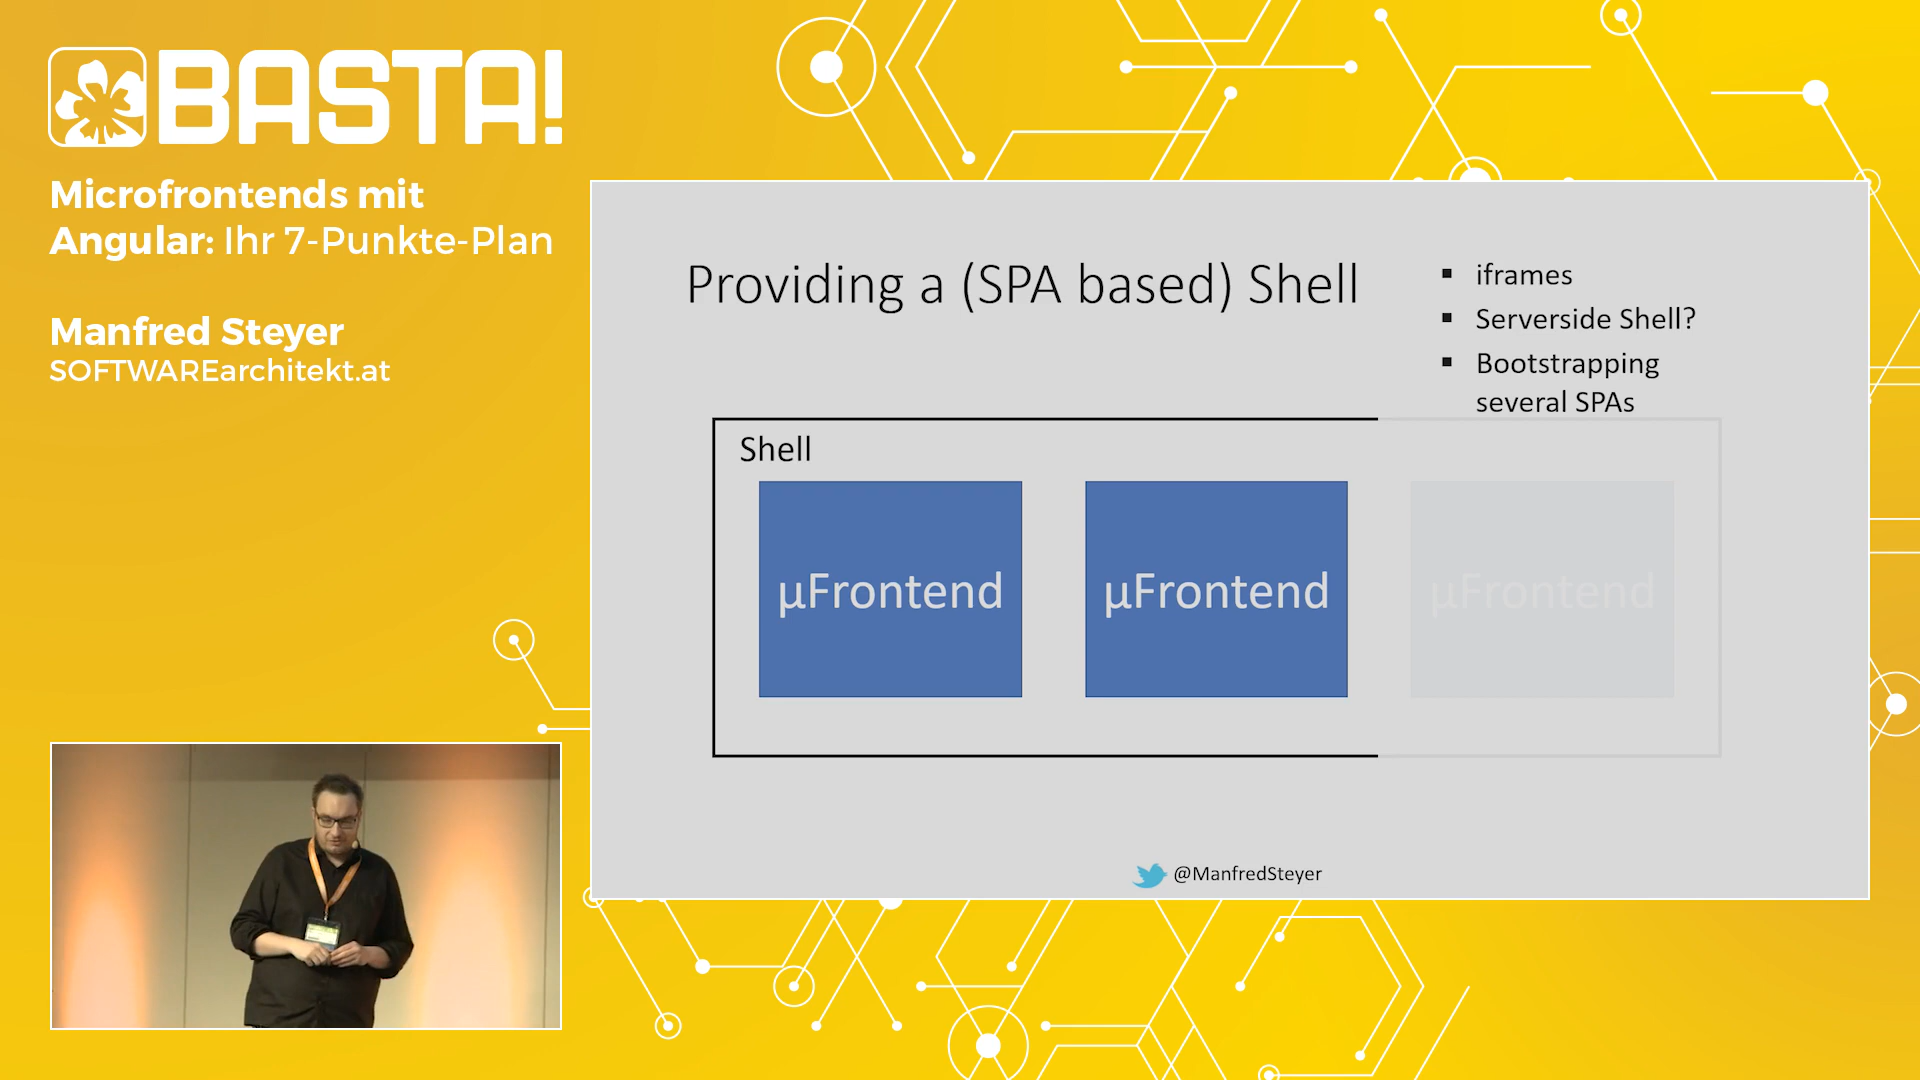 BASTA!
Microfrontends mit
Angular: Ihr 7-Punkte-Plan
Manfred Steyer
SOFTWAREarchitekt.at
Providing a (SPA based) Shell
▪ iframes
▪ Serverside Shell?
▪ Bootstrapping
several SPAs
Shell
µFrontend
µFrontend
µFrontend
@ManfredSteyer